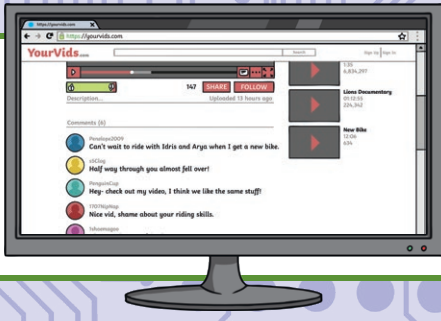 https://yourvids.com X
https://yourvids.com
YourVids.com
Search
Sign Up | Sign In
1:35
6,834,297
147 SHARE FOLLOW
Description...
Uploaded 13 hours ago
Lions Documentary
01:12:55
224,342
Comments (6)
New Bike
12:06
634
Penelope2009
Can't wait to ride with Idris and Arya when I get a new bike.
Half way through you almost fell over!
PenguinCup
Hey- check out my video, I think we like the same stuff!
1707HipHop
Nice vid, shame about your riding skills.